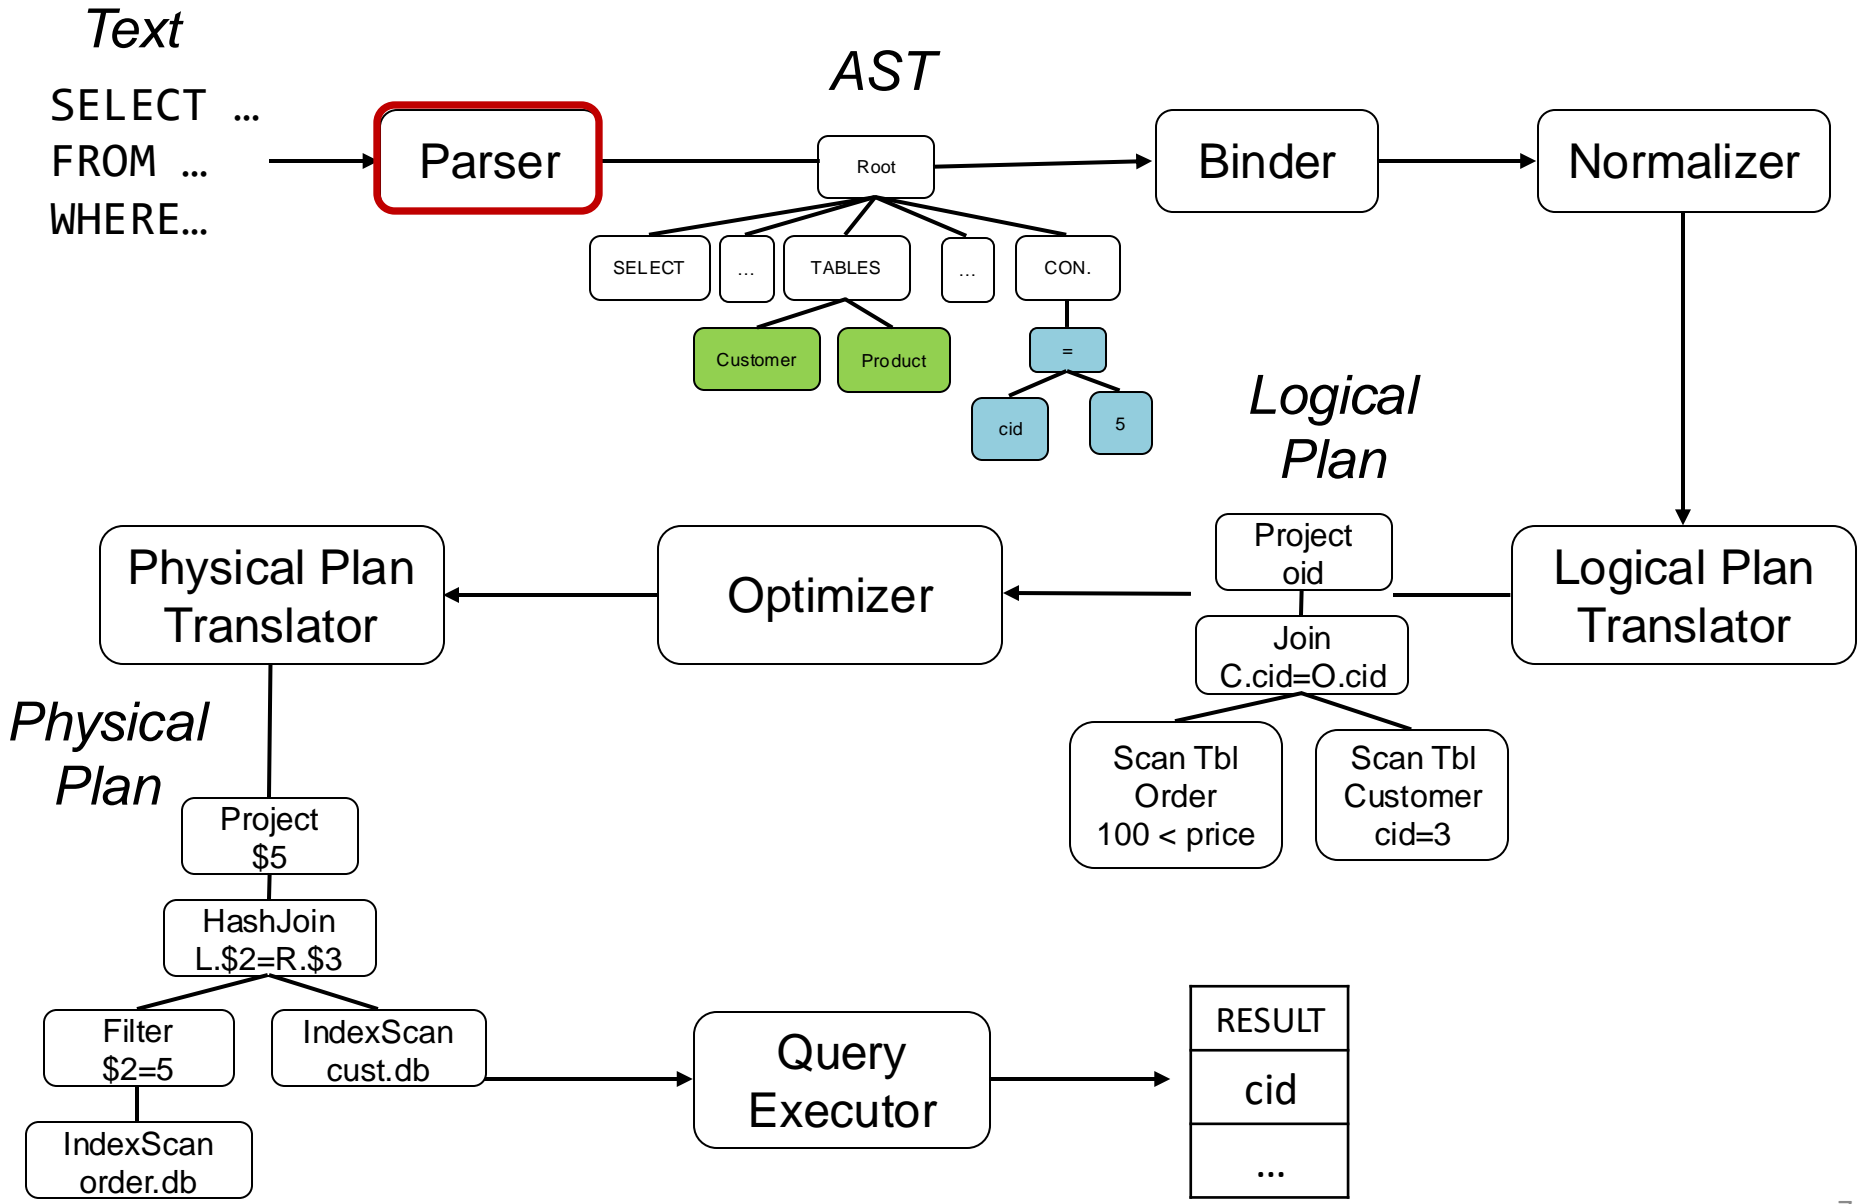 Text
SELECT …
FROM …
WHERE…
Parser
AST
Root
SELECT
...
TABLES
...
CON.
Customer
Product
=
cid
5
Binder
Normalizer
Logical
Plan
Logical Plan
Translator
Project
oid
Join
C.cid=O.cid
Scan Tbl
Order
100 < price
Scan Tbl
Customer
cid=3
Optimizer
Physical Plan
Translator
Physical
Plan
Project
$5
HashJoin
L.$2=R.$3
Filter
$2=5
IndexScan
cust.db
IndexScan
order.db
Query
Executor
RESULT
cid
...